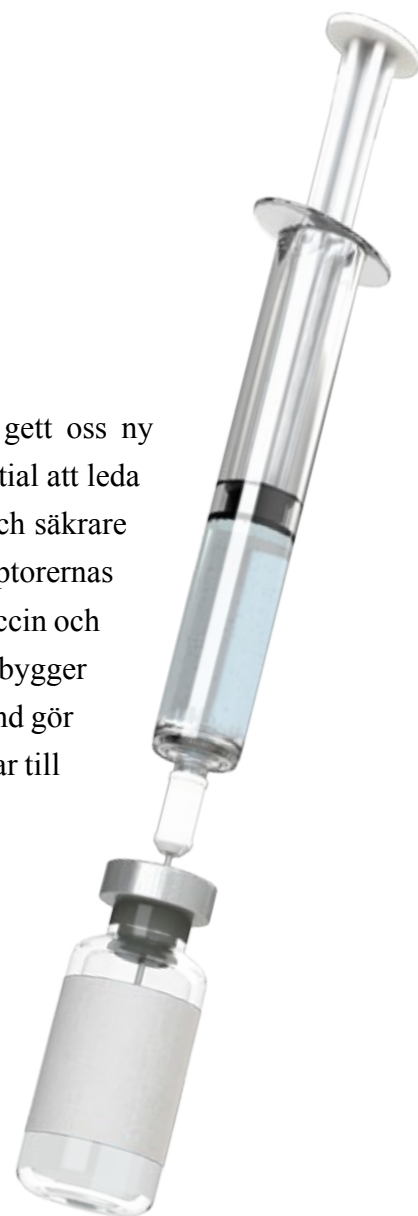 gett oss ny
tial att leda
ch säkrare
ptorernas
ccin och
bygger
nd gör
ar till